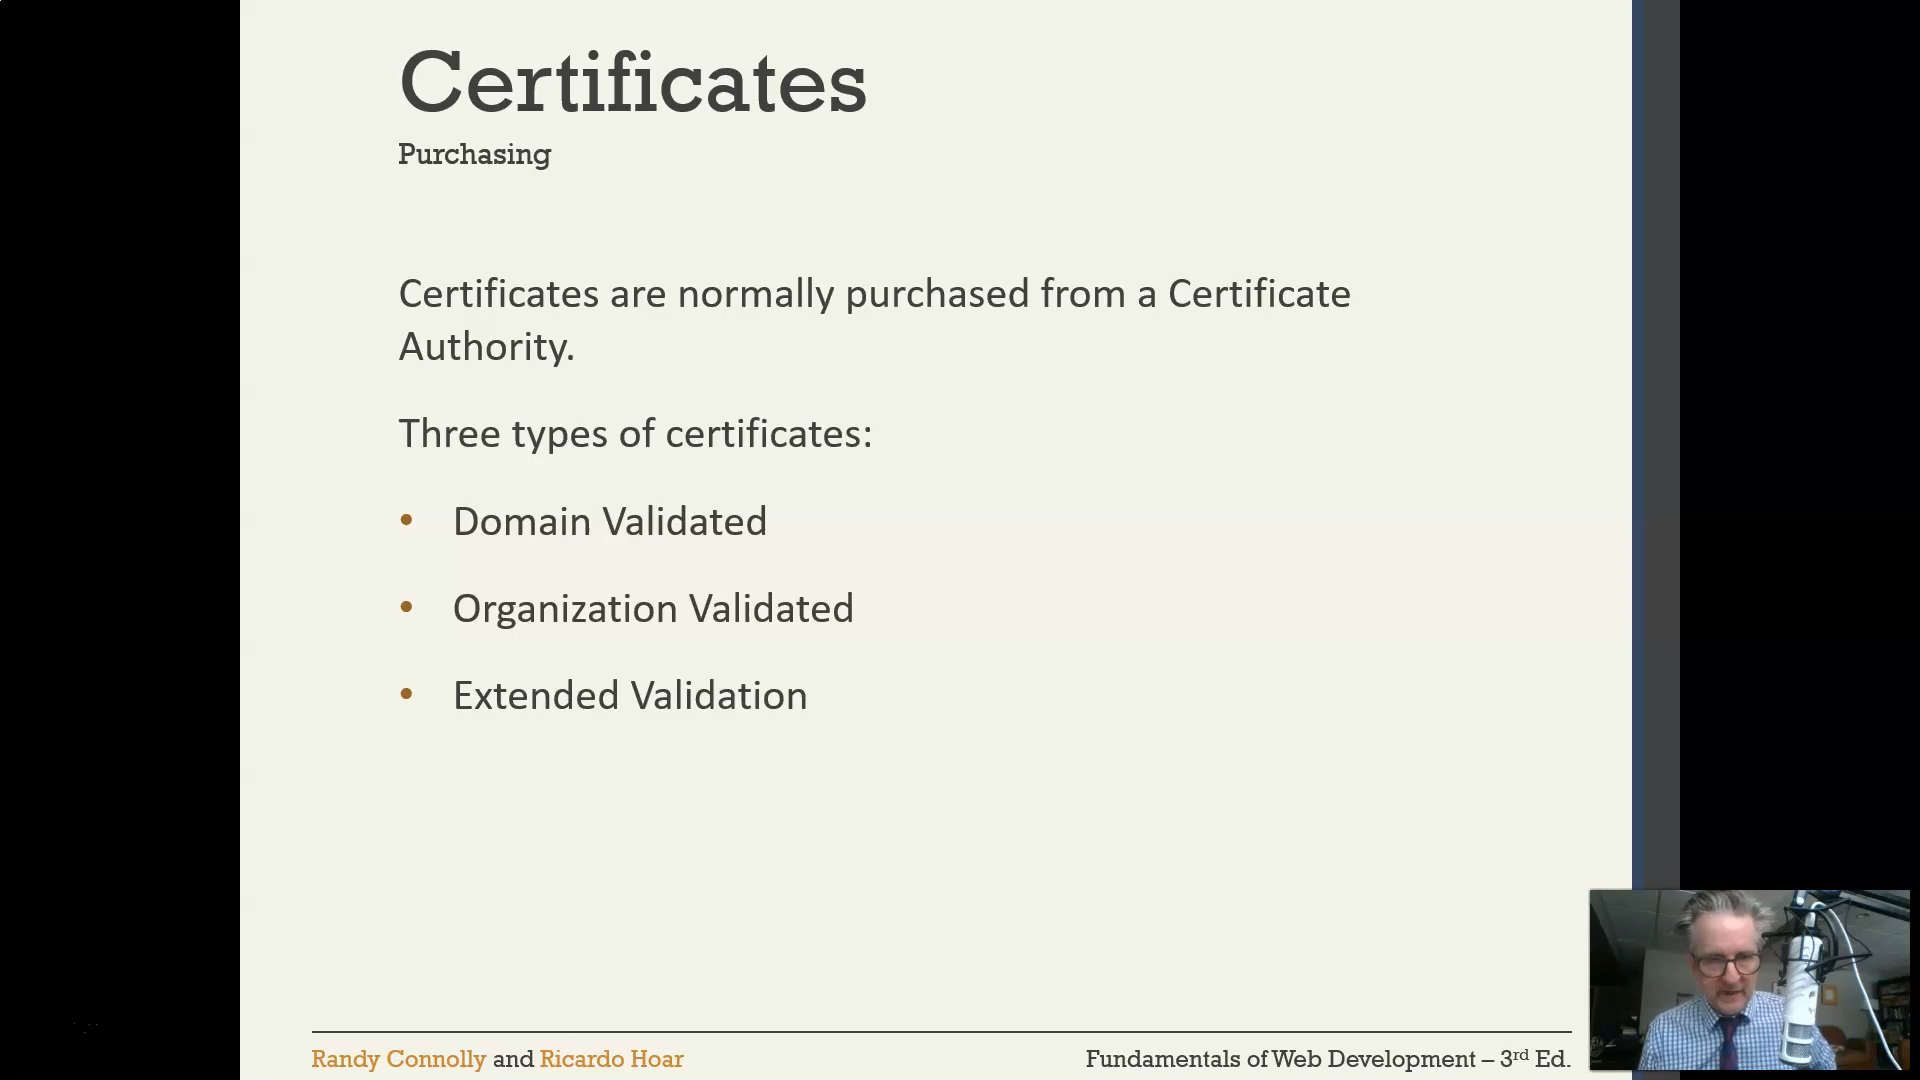 Certificates
Purchasing
Certificates are normally purchased from a Certificate
Authority.
Three types of certificates:
• Domain Validated
• Organization Validated
• Extended Validation
Randy Connolly and Ricardo Hoar
Fundamentals of Web Development – 3rd Ed.